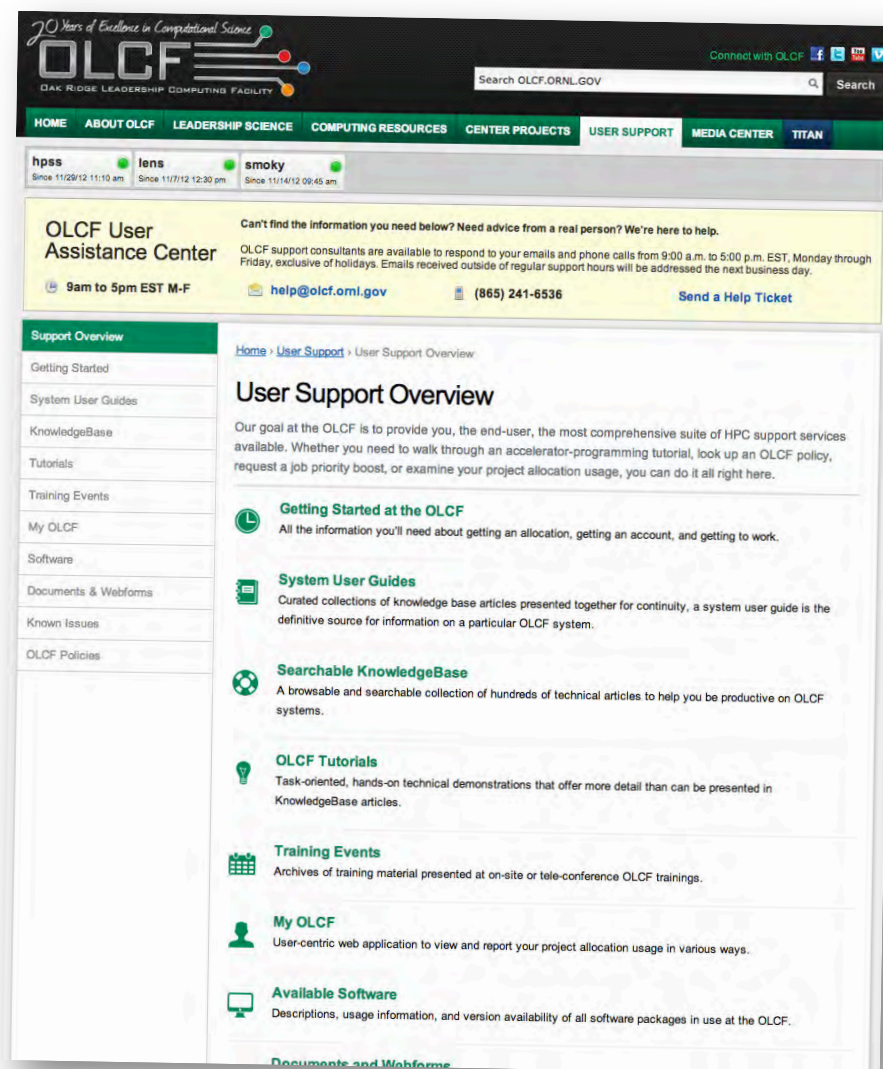 20 Years of Excellence in Computational Science
OLCF
OAK RIDGE LEADERSHIP COMPUTING FACILITY
Connect with OLCF
Search OLCF.ORNL.GOV
Search
HOME ABOUT OLCF LEADERSHIP SCIENCE COMPUTING RESOURCES CENTER PROJECTS USER SUPPORT MEDIA CENTER TITAN
hpss lens smoky
Since 11/29/12 11:10 am Since 11/7/12 12:30 pm Since 11/14/12 09:45 am
OLCF User
Assistance Center
9am to 5pm EST M-F
Can't find the information you need below? Need advice from a real person? We're here to help.
OLCF support consultants are available to respond to your emails and phone calls from 9:00 a.m. to 5:00 p.m. EST, Monday through
Friday, exclusive of holidays. Emails received outside of regular support hours will be addressed the next business day.
help@olcf.ornl.gov (865) 241-6536 Send a Help Ticket
Support Overview
Getting Started
System User Guides
KnowledgeBase
Tutorials
Training Events
My OLCF
Software
Documents & Webforms
Known Issues
OLCF Policies
Home › User Support › User Support Overview
User Support Overview
Our goal at the OLCF is to provide you, the end-user, the most comprehensive suite of HPC support services
available. Whether you need to walk through an accelerator-programming tutorial, look up an OLCF policy,
request a job priority boost, or examine your project allocation usage, you can do it all right here.
Getting Started at the OLCF
All the information you'll need about getting an allocation, getting an account, and getting to work.
System User Guides
Curated collections of knowledge base articles presented together for continuity, a system user guide is the
definitive source for information on a particular OLCF system.
Searchable KnowledgeBase
A browsable and searchable collection of hundreds of technical articles to help you be productive on OLCF
systems.
OLCF Tutorials
Task-oriented, hands-on technical demonstrations that offer more detail than can be presented in
KnowledgeBase articles.
Training Events
Archives of training material presented at on-site or tele-conference OLCF trainings.
My OLCF
User-centric web application to view and report your project allocation usage in various ways.
Available Software
Descriptions, usage information, and version availability of all software packages in use at the OLCF.
Documents and Webforms